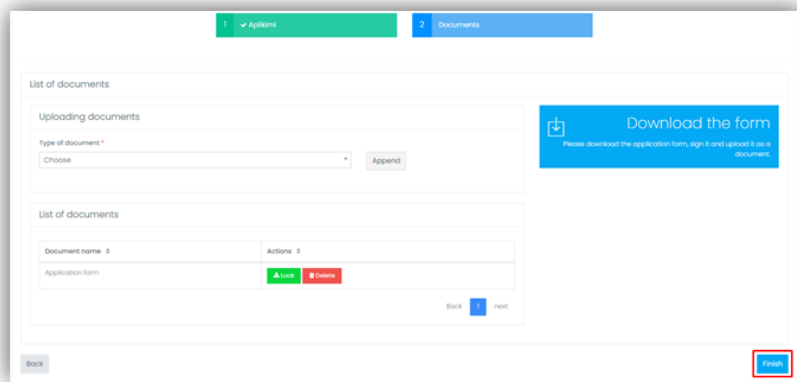 1 Aplikimi
2 Documents
List of documents
Uploading documents
Type of document *
Choose
Append
Download the form
Please download the application form, sign it and upload it as a
document.
List of documents
Document name
Actions
Application form
Look
Delete
Back 1 next
Back
Finish